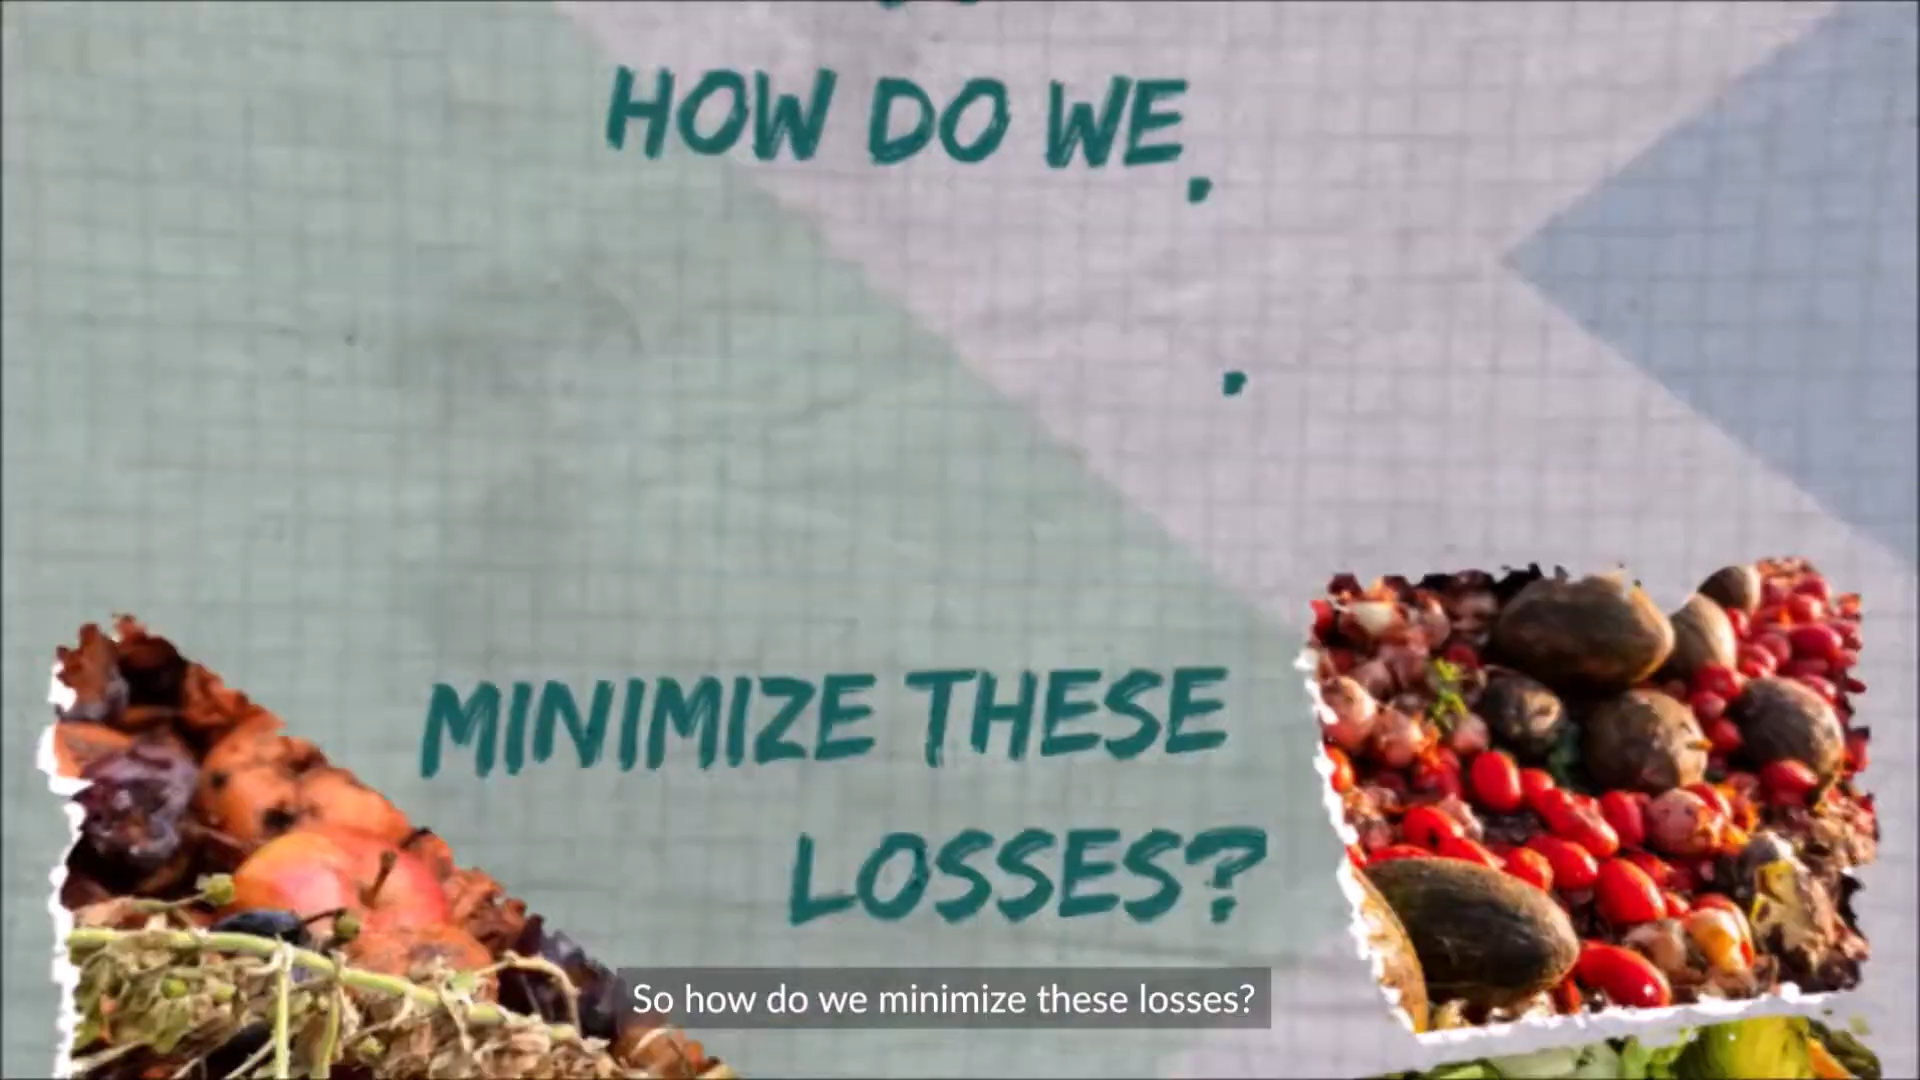 HOW DO WE
MINIMIZE THESE
LOSSES?
So how do we minimize these losses?